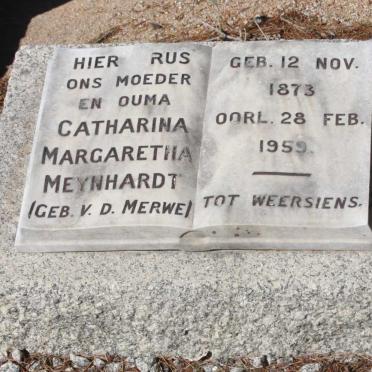 HIER RUS
ONS MOEDER
EN OUMA
CATHARINA
MARGARETHA
MEYNHARDT
(GEB. V. D. MERWE)
GEB. 12 NOV.
1873
OORL. 28 FEB.
1959.
TOT WEERSIENS.